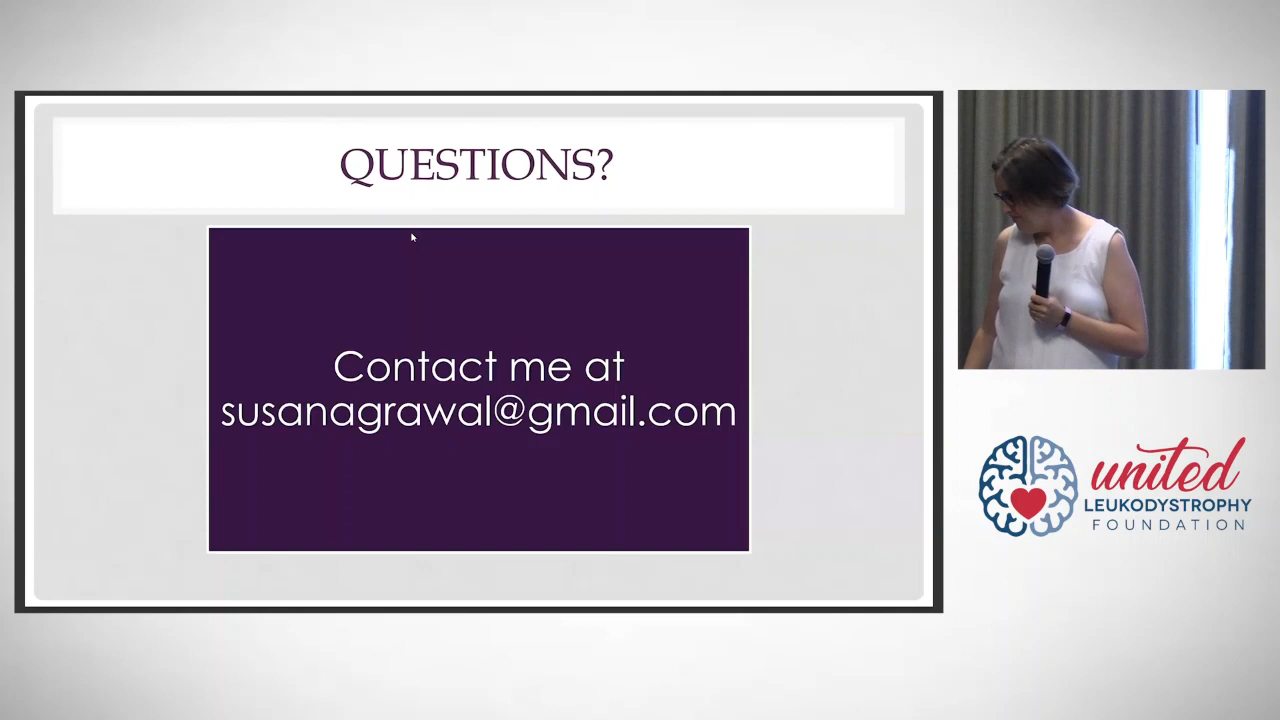 QUESTIONS?
Contact me at
susanagrawal@gmail.com
united
LEUKODYSTROPHY
FOUNDATION